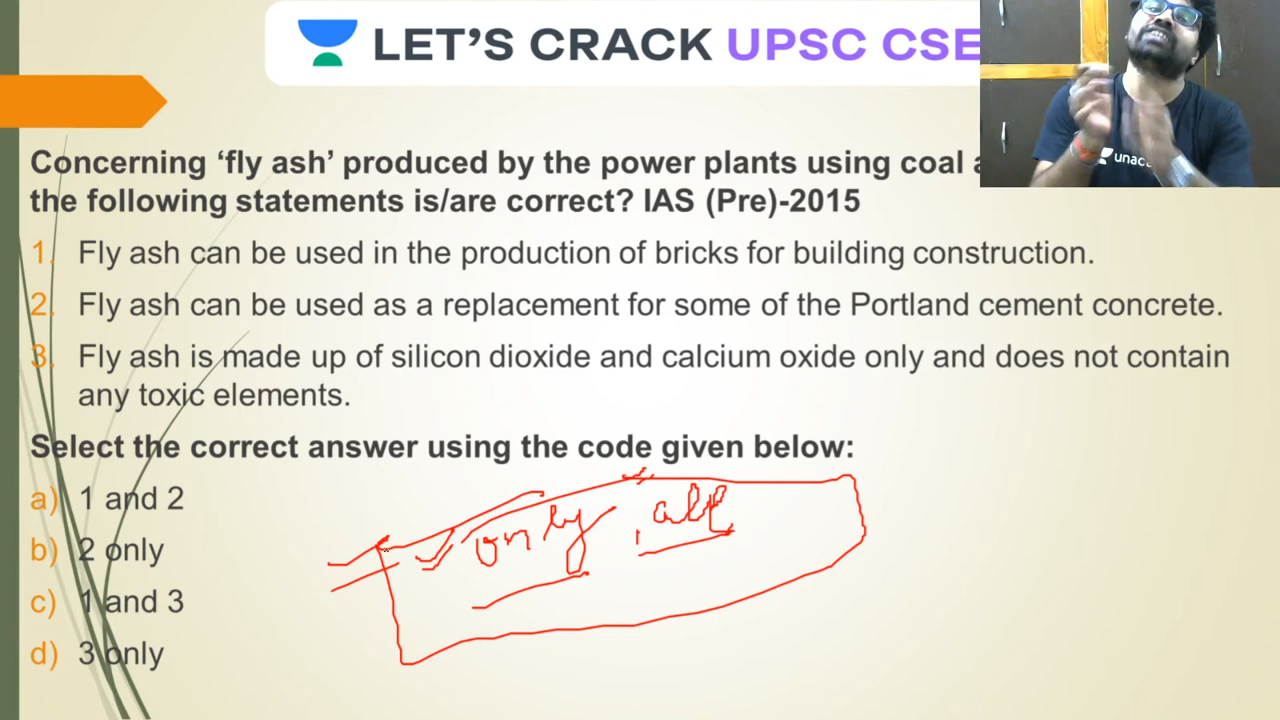 LET'S CRACK UPSC CSE
unac
Concerning ‘fly ash’ produced by the power plants using coal a
the following statements is/are correct? IAS (Pre)-2015
1. Fly ash can be used in the production of bricks for building construction.
2. Fly ash can be used as a replacement for some of the Portland cement concrete.
3. Fly ash is made up of silicon dioxide and calcium oxide only and does not contain
any toxic elements.
Select the correct answer using the code given below:
a) 1 and 2
only, all
b) 2 only
c) 1 and 3
d) 3 only